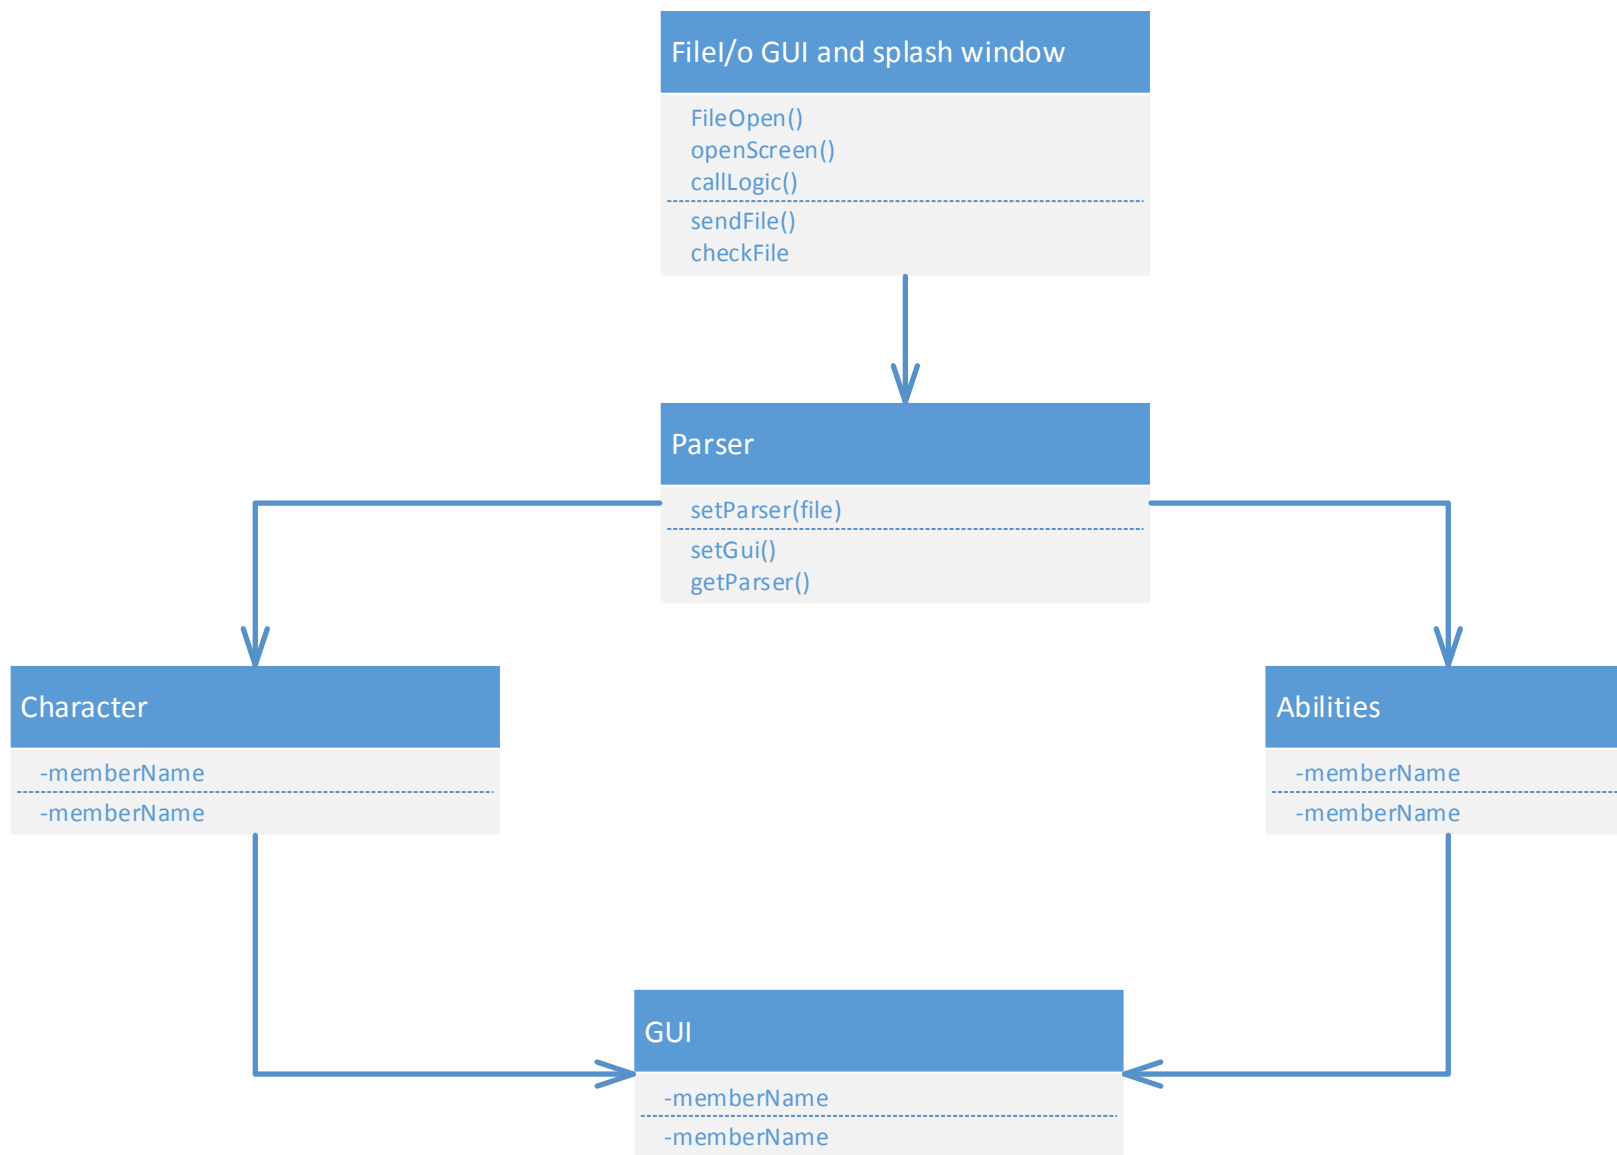 FileI/o GUI and splash window
FileOpen()
openScreen()
callLogic()
sendFile()
checkFile
Parser
setParser(file)
setGui()
getParser()
Character
-memberName
-memberName
Abilities
-memberName
-memberName
GUI
-memberName
-memberName